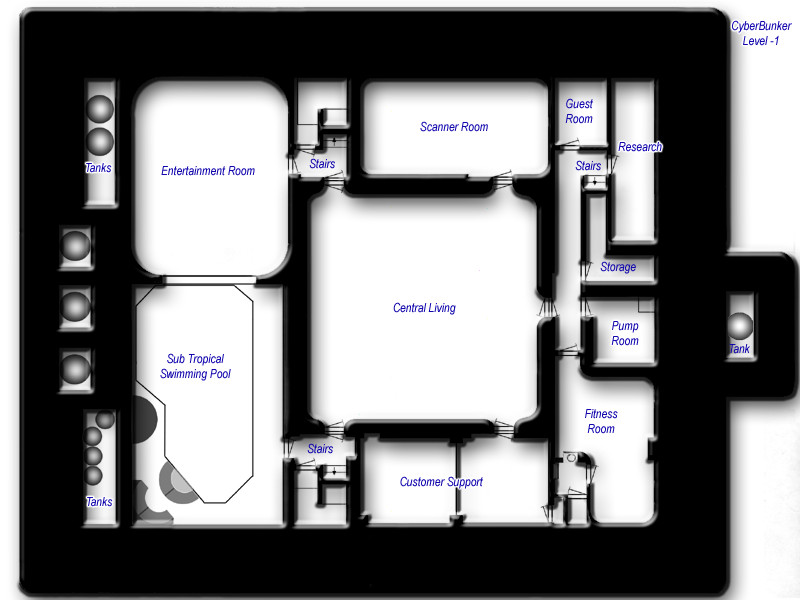 CyberBunker
Level -1
Guest
Room
Scanner Room
Research
Tanks
Entertainment Room
Stairs
Stairs
Storage
Central Living
Pump
Room
Tank
Sub Tropical
Swimming Pool
Fitness
Room
Stairs
Customer Support
Tanks